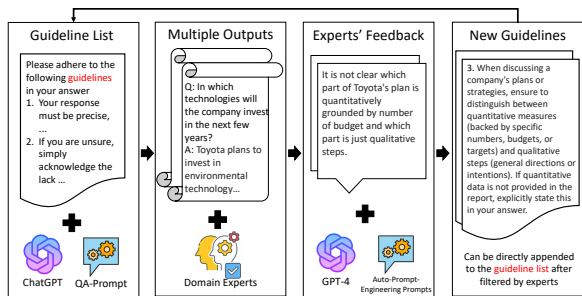 Guideline List
Please adhere to the
following guidelines
in your answer
1. Your response
must be precise,
...
2. If you are unsure,
simply
acknowledge the
lack ...
ChatGPT
QA-Prompt
Multiple Outputs
Q: In which
technologies will
the company invest
in the next few
years?
A: Toyota plans to
invest in
environmental
technology...
Domain Experts
Experts' Feedback
It is not clear which
part of Toyota's plan is
quantitatively
grounded by number
of budget and which
part is just qualitative
steps.
GPT-4
Auto-Prompt-
Engineering Prompts
New Guidelines
3. When discussing a
company's plans or
strategies, ensure to
distinguish between
quantitative measures
(backed by specific
numbers, budgets, or
targets) and qualitative
steps (general directions or
intentions). If quantitative
data is not provided in the
report, explicitly state this
in your answer.
Can be directly appended
to the guideline list after
filtered by experts